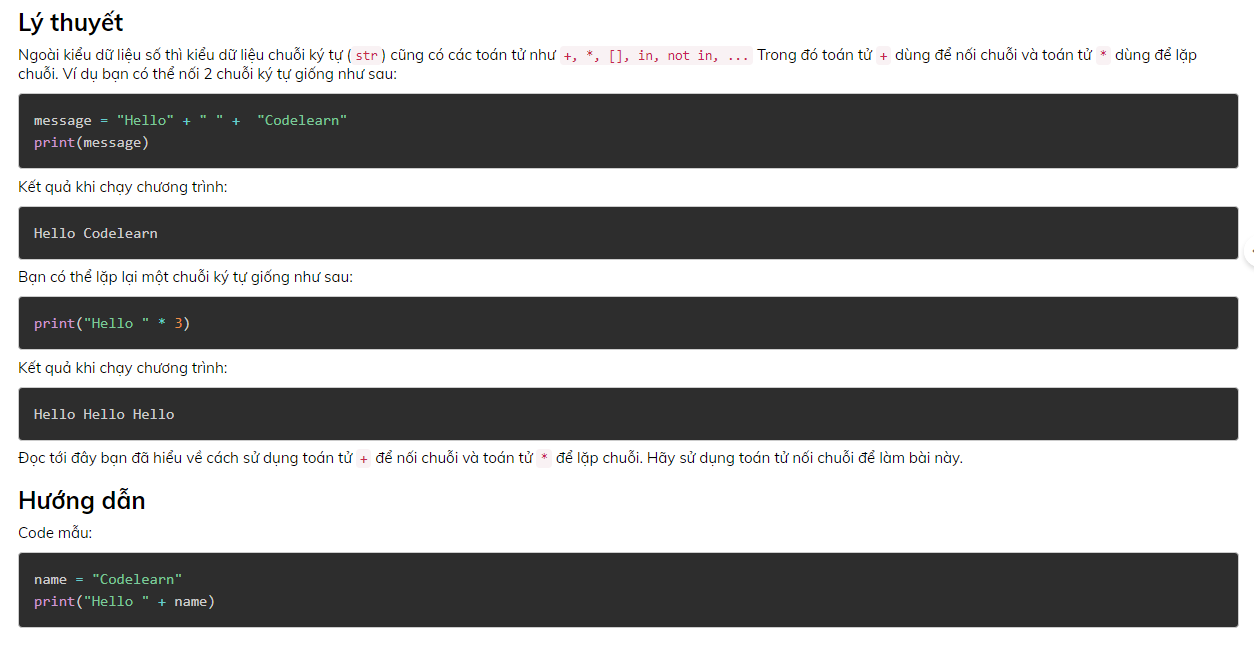 Lý thuyết
Ngoài kiểu dữ liệu số thì kiểu dữ liệu chuỗi ký tự ( str ) cũng có các toán tử như +, *, [], in, not in, ... Trong đó toán tử + dùng để nối chuỗi và toán tử * dùng để lặp
chuỗi. Ví dụ bạn có thể nối 2 chuỗi ký tự giống như sau:
message = "Hello" + " " +  "Codelearn"
print(message)
Kết quả khi chạy chương trình:
Hello Codelearn
Bạn có thể lặp lại một chuỗi ký tự giống như sau:
print("Hello " * 3)
Kết quả khi chạy chương trình:
Hello Hello Hello
Đọc tới đây bạn đã hiểu về cách sử dụng toán tử + để nối chuỗi và toán tử * để lặp chuỗi. Hãy sử dụng toán tử nối chuỗi để làm bài này.
Hướng dẫn
Code mẫu:
name = "Codelearn"
print("Hello " + name)